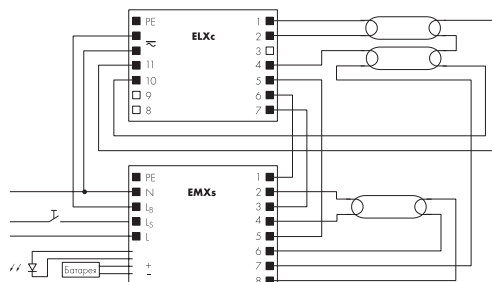 PE 1
ELXc 2
3
11 4
10 5
9 6
8 7
PE 1
N EMXs 2
LB 3
LS 4
L 5
6
+ 7
Батарея
- 8